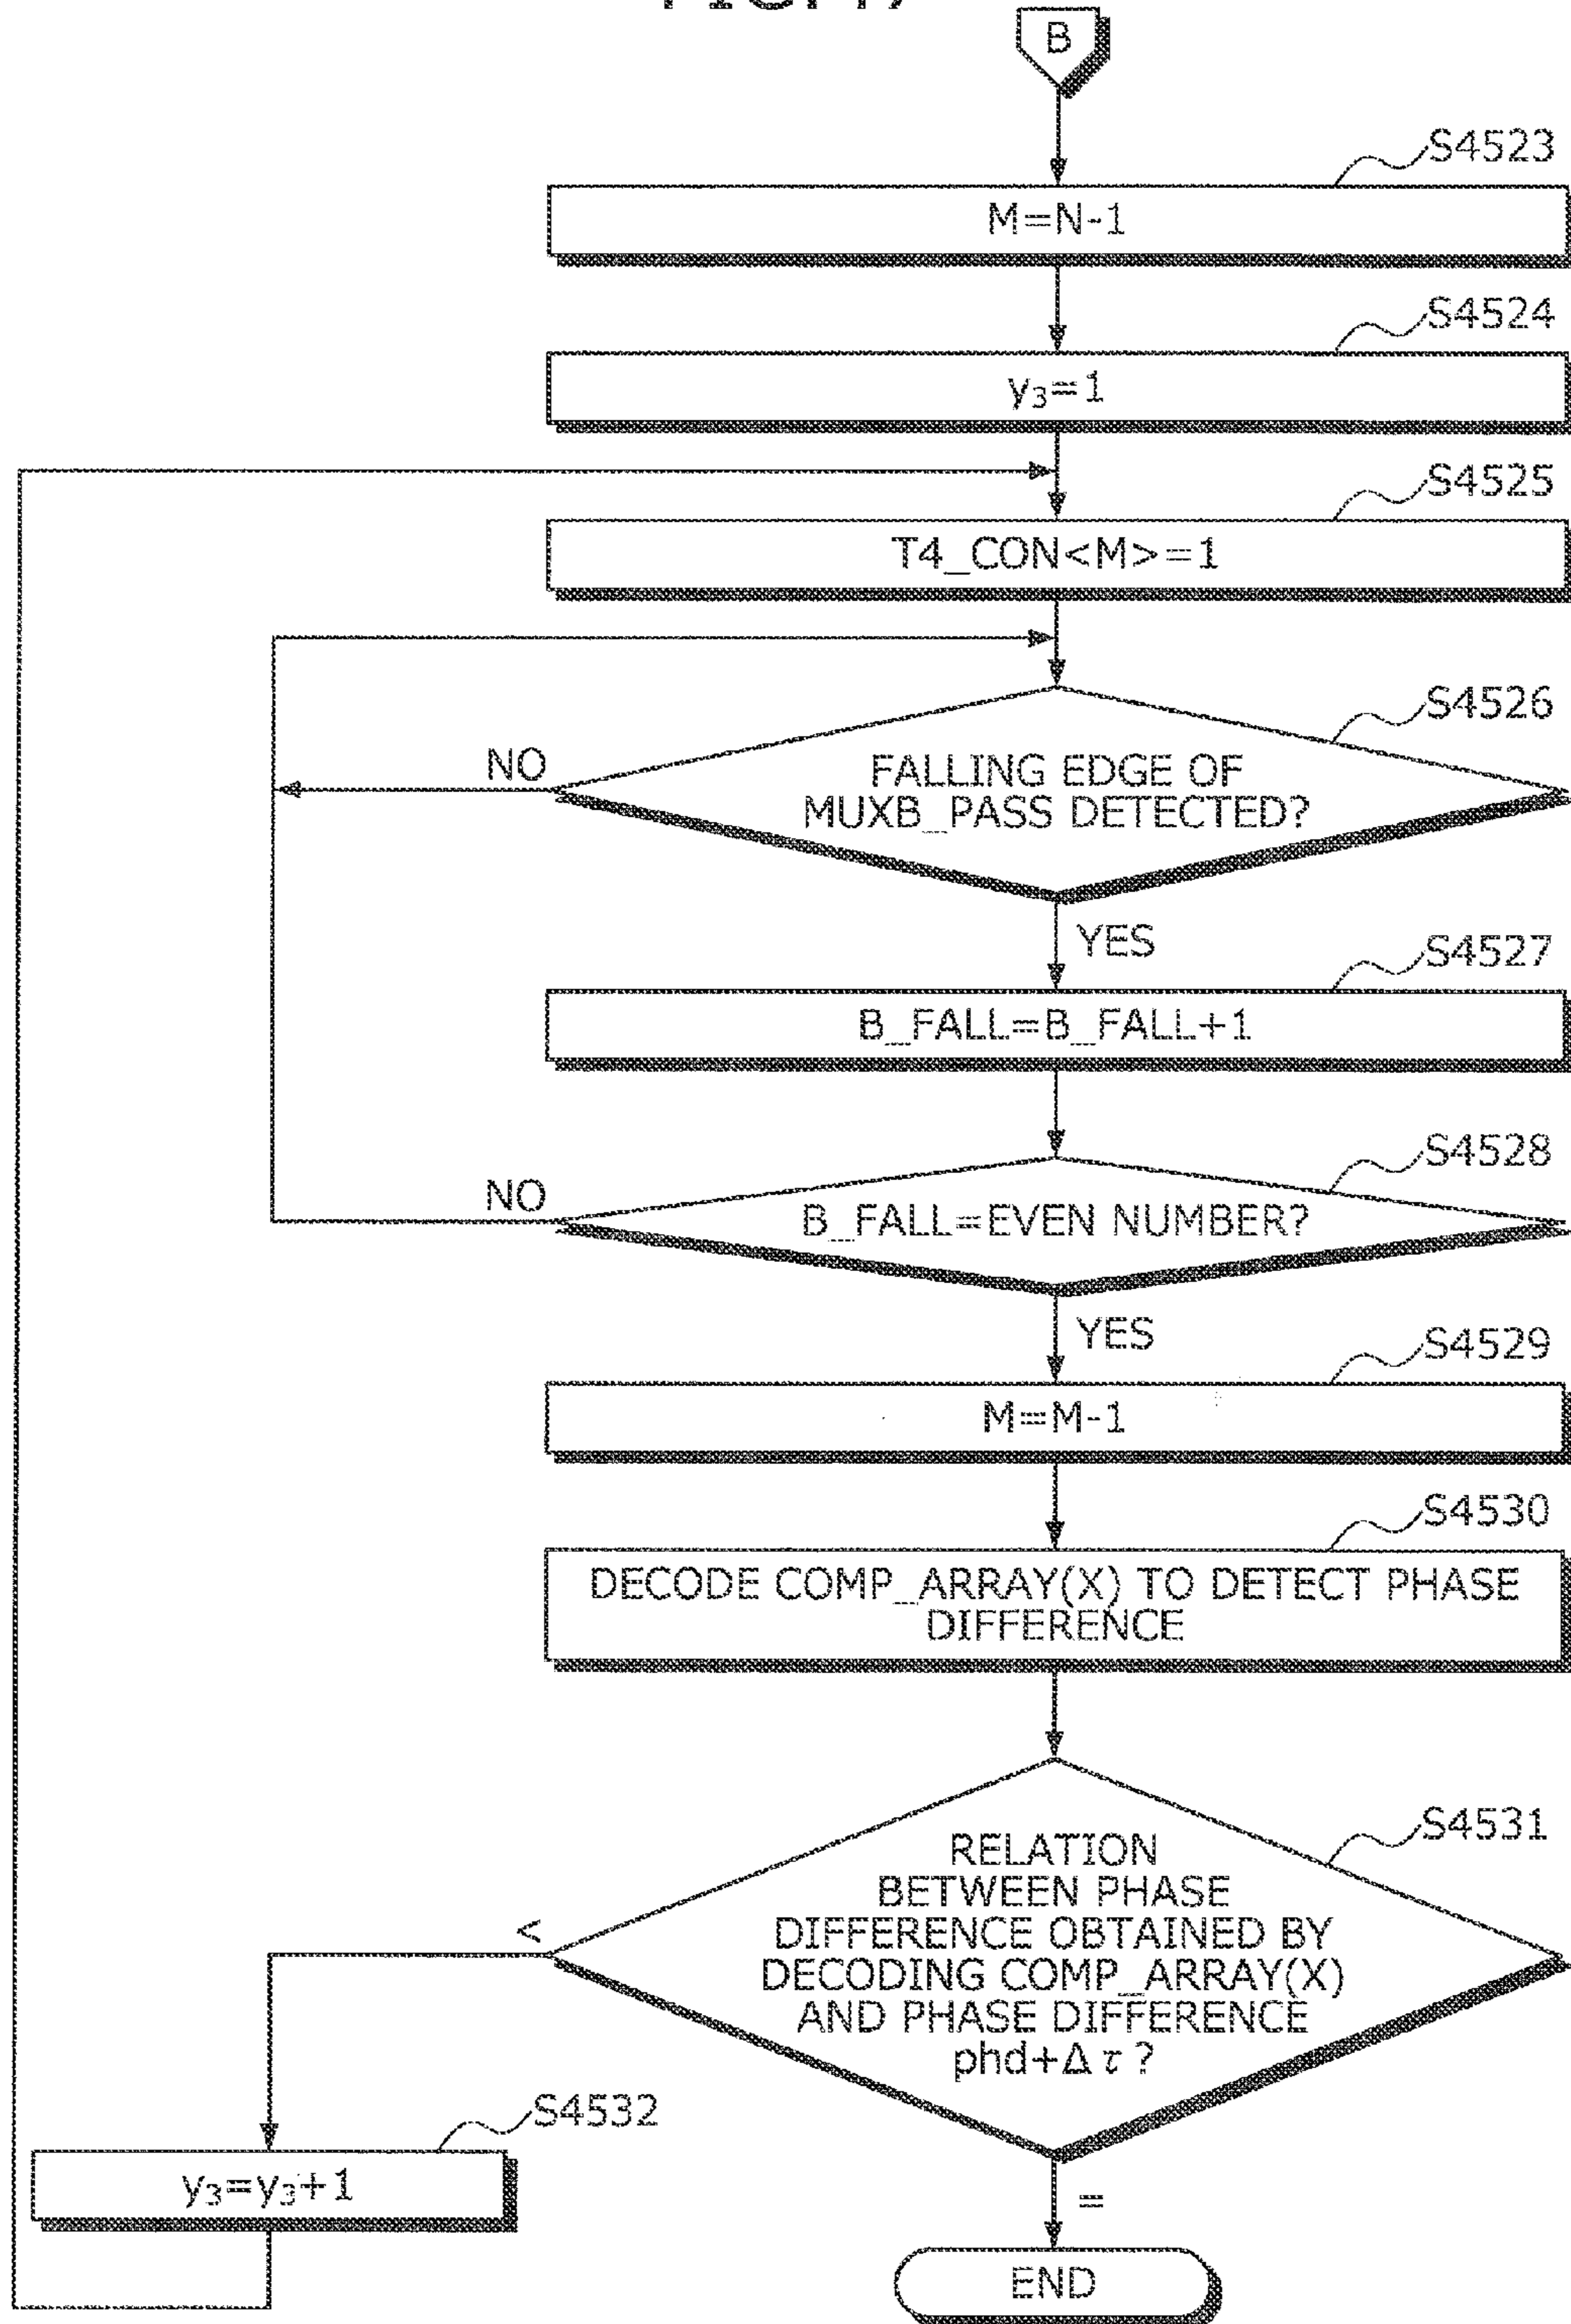 B
S4523
M=N-1
S4524
y₃=1
S4525
T4_CON<M>=1
S4526
NO
FALLING EDGE OF
MUXB_PASS DETECTED?
YES
S4527
B_FALL=B_FALL+1
S4528
NO
B_FALL=EVEN NUMBER?
YES
S4529
M=M-1
S4530
DECODE COMP_ARRAY(X) TO DETECT PHASE
DIFFERENCE
S4531
<
RELATION
BETWEEN PHASE
DIFFERENCE OBTAINED BY
DECODING COMP_ARRAY(X)
AND PHASE DIFFERENCE
phd+Δτ?
S4532
y₃=y₃+1
=
END